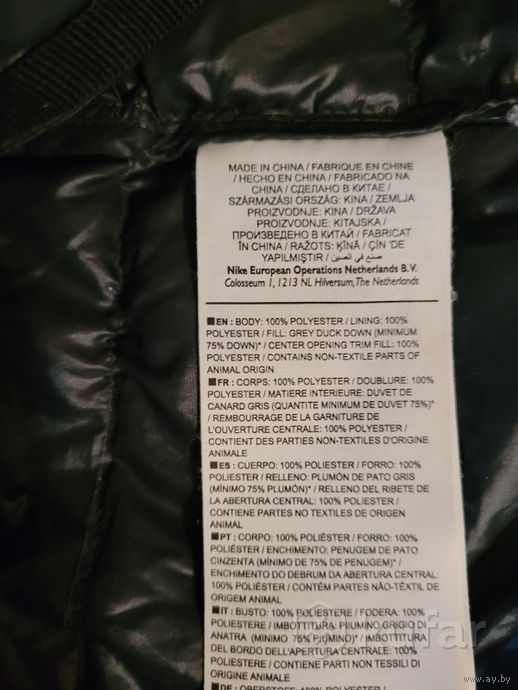 MADE IN CHINA / FABRIQUE EN CHINE
/ HECHO EN CHINA / FABRICADO NA
CHINA / СДЕЛАНО В КИТАЕ /
SZÁRMAZÁSI ORSZÁG: KINA / ZEMLJA
PROIZVODNJE: KINA / DRŽAVA
PROIZVODNJE: KITAJSKA /
ПРОИЗВЕДЕНО В КИТАЙ / FABRICAT
ÎN CHINA / RAŽOTS: ĶĪNĀ / ÇİN 'DE
YAPILMIŞTIR / صنع في الصين
Nike European Operations Netherlands B.V.
Colosseum 1, 1213 NL Hilversum, The Netherlands
EN : BODY: 100% POLYESTER / LINING: 100%
POLYESTER / FILL: GREY DUCK DOWN (MINIMUM
75% DOWN)* / CENTER OPENING TRIM FILL: 100%
POLYESTER / CONTAINS NON-TEXTILE PARTS OF
ANIMAL ORIGIN
FR : CORPS: 100% POLYESTER / DOUBLURE: 100%
POLYESTER / MATIERE INTERIEURE: DUVET DE
CANARD GRIS (QUANTITE MINIMUM DE DUVET 75%)*
/ REMBOURRAGE DE LA GARNITURE DE
L'OUVERTURE CENTRALE: 100% POLYESTER /
CONTIENT DES PARTIES NON-TEXTILES D'ORIGINE
ANIMALE
ES : CUERPO: 100% POLIESTER / FORRO: 100%
POLIESTER / RELLENO: PLUMÓN DE PATO GRIS
(MÍNIMO 75% PLUMÓN)* / RELLENO DEL RIBETE DE
LA ABERTURA CENTRAL: 100% POLIESTER /
CONTIENE PARTES NO TEXTILES DE ORIGEN
ANIMAL
PT : CORPO: 100% POLIÉSTER / FORRO: 100%
POLIÉSTER / ENCHIMENTO: PENUGEM DE PATO
CINZENTA (MÍNIMO DE 75% DE PENUGEM)* /
ENCHIMENTO DO DEBRUM DA ABERTURA CENTRAL:
100% POLIÉSTER / CONTÉM PARTES NÃO-TÊXTIL DE
ORIGEM ANIMAL
IT : BUSTO: 100% POLIESTERE / FODERA: 100%
POLIESTERE / IMBOTTITURA: PIUMINO GRIGIO DI
ANATRA (MINIMO 75% PIUMINO)* / IMBOTTITURA
DEL BORDO DELL'APERTURA CENTRALE: 100%
POLIESTERE / CONTIENE PARTI NON TESSILI DI
ORIGINE ANIMALE
DE : OBERSTOFF: 100% POLYESTER
www.ay.by